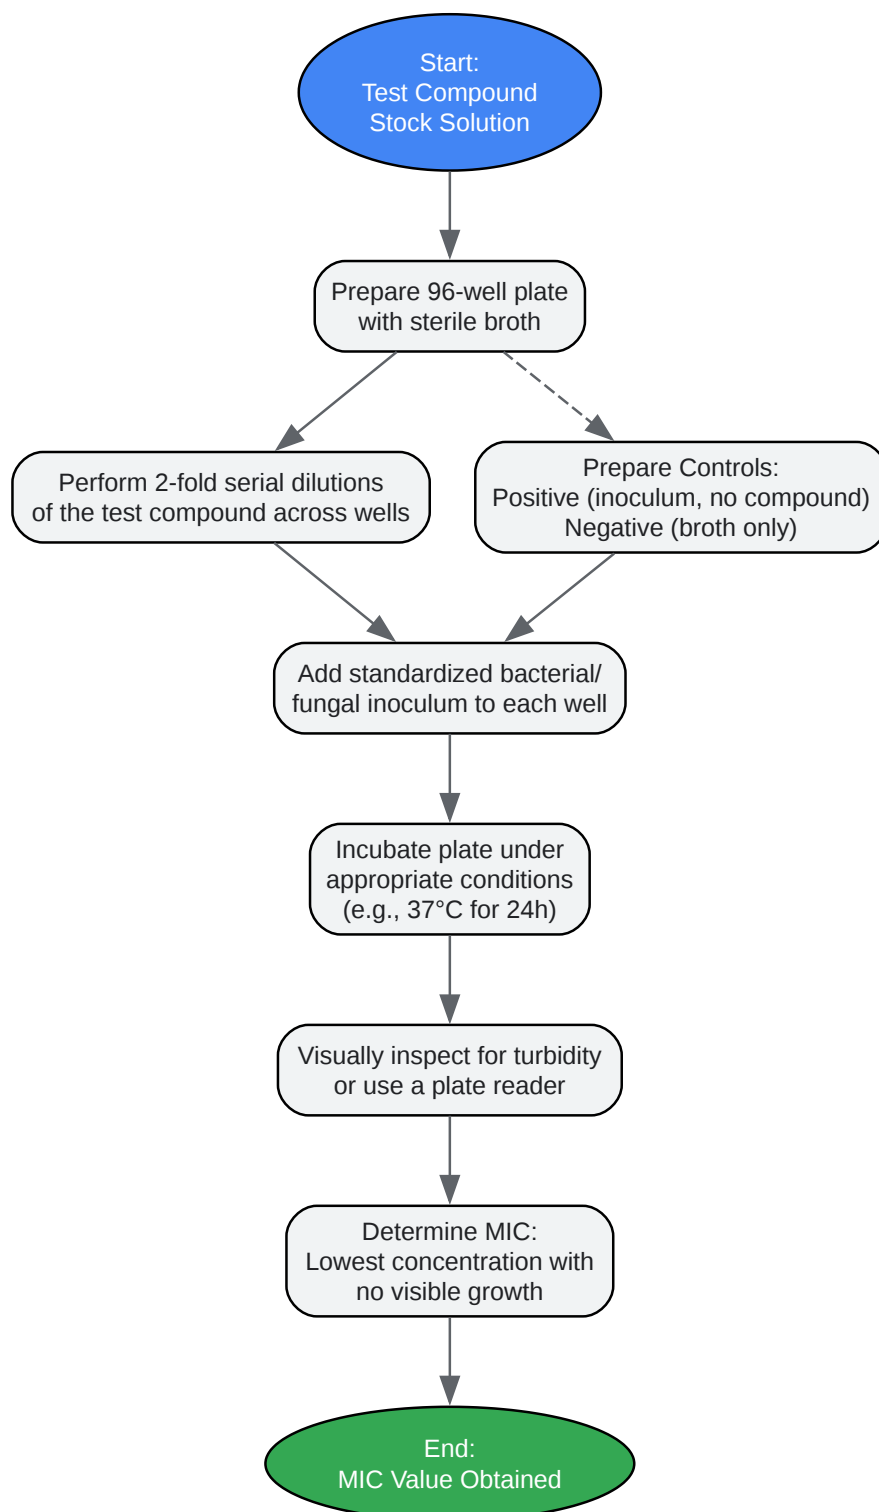 Start:
Test Compound
Stock Solution
Prepare 96-well plate
with sterile broth
Perform 2-fold serial dilutions
of the test compound across wells
Prepare Controls:
Positive (inoculum, no compound)
Negative (broth only)
Add standardized bacterial/
fungal inoculum to each well
Incubate plate under
appropriate conditions
(e.g., 37°C for 24h)
Visually inspect for turbidity
or use a plate reader
Determine MIC:
Lowest concentration with
no visible growth
End:
MIC Value Obtained